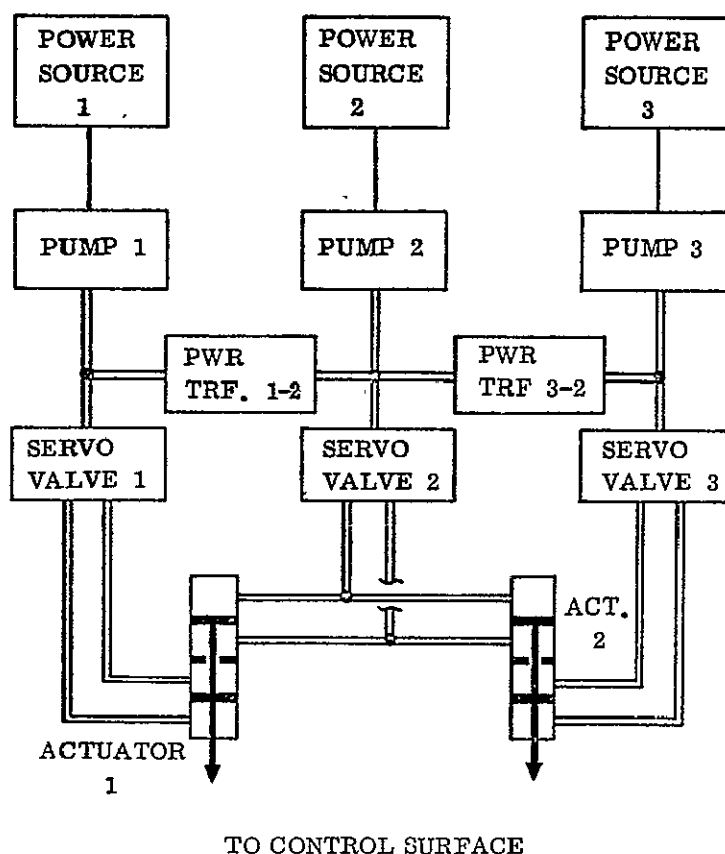 POWER
SOURCE
1
POWER
SOURCE
2
POWER
SOURCE
3
PUMP 1
PUMP 2
PUMP 3
PWR
TRF. 1-2
PWR
TRF 3-2
SERVO
VALVE 1
SERVO
VALVE 2
SERVO
VALVE 3
ACT.
2
ACTUATOR
1
TO CONTROL SURFACE